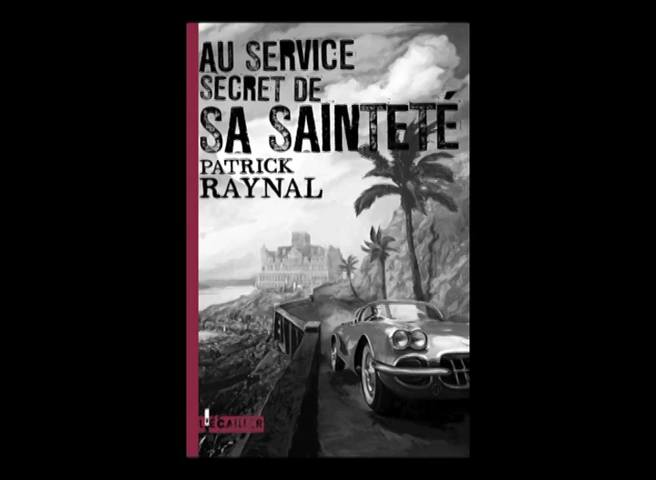 AU SERVICE
SECRET DE
SA SAINTETÉ
PATRICK
RAYNAL
L'ÉCAILLER